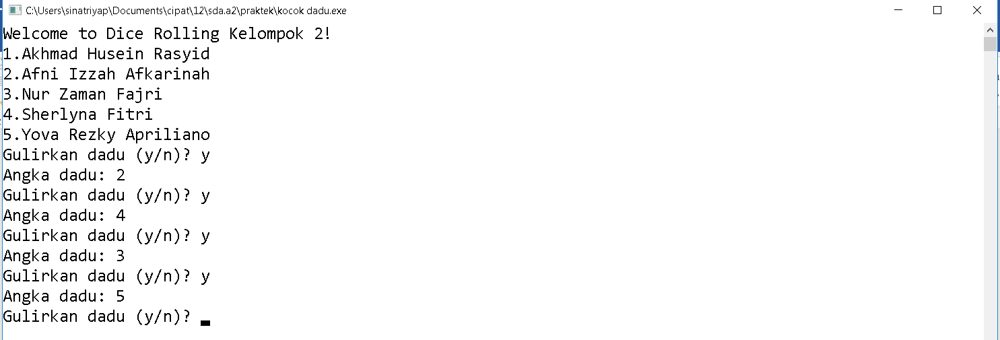 C:\Users\sinatriyap\Documents\cipat\12\sda.a2\praktek\kocok dadu.exe
Welcome to Dice Rolling Kelompok 2!
1.Akhmad Husein Rasyid
2.Afni Izzah Afkarinah
3.Nur Zaman Fajri
4.Sherlyna Fitri
5.Yova Rezky Apriliano
Gulirkan dadu (y/n)? y
Angka dadu: 2
Gulirkan dadu (y/n)? y
Angka dadu: 4
Gulirkan dadu (y/n)? y
Angka dadu: 3
Gulirkan dadu (y/n)? y
Angka dadu: 5
Gulirkan dadu (y/n)?